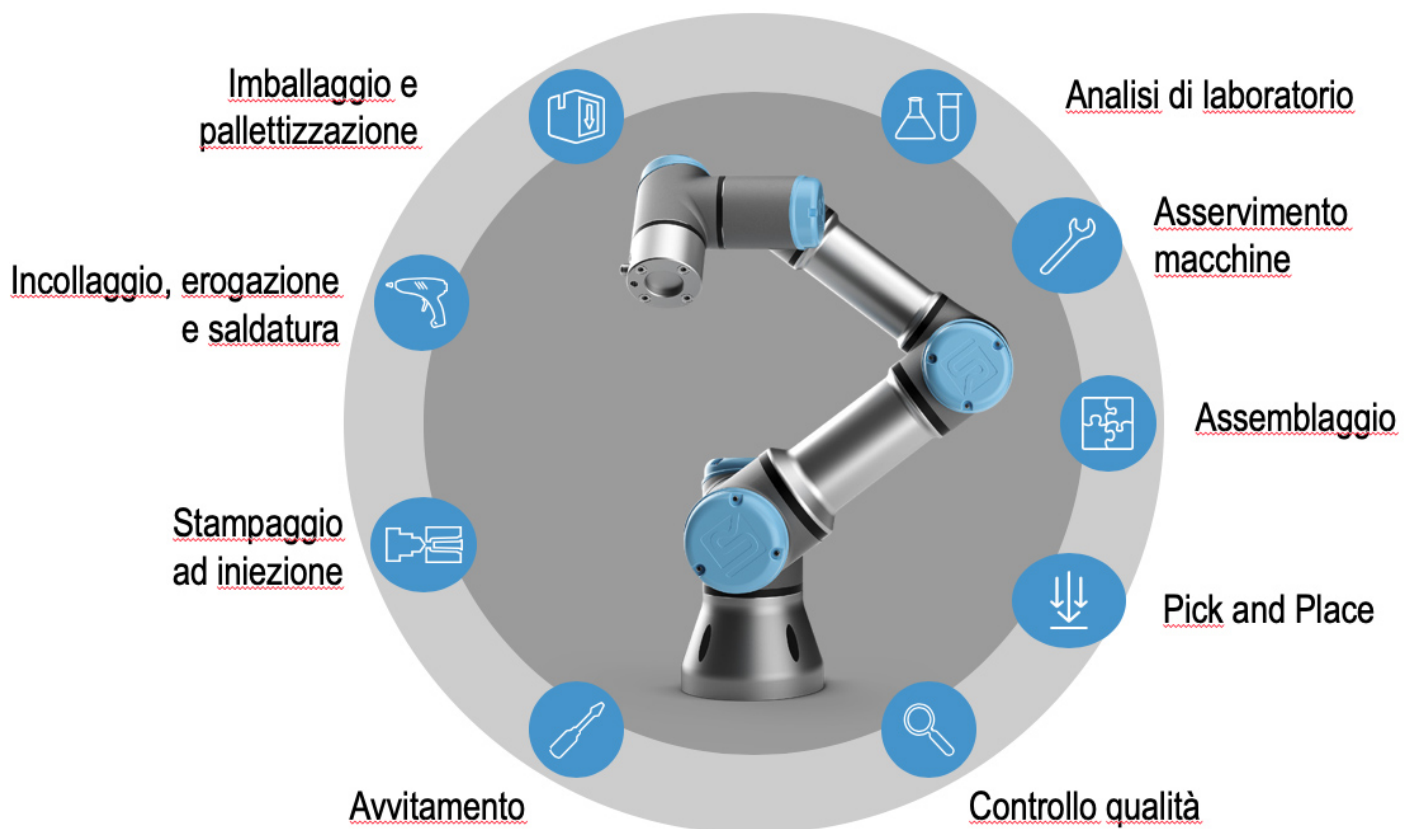 Imballaggio e
pallettizzazione
Analisi di laboratorio
Asservimento
macchine
Incollaggio, erogazione
e saldatura
Assemblaggio
Stampaggio
ad iniezione
Pick and Place
Avvitamento
Controllo qualità